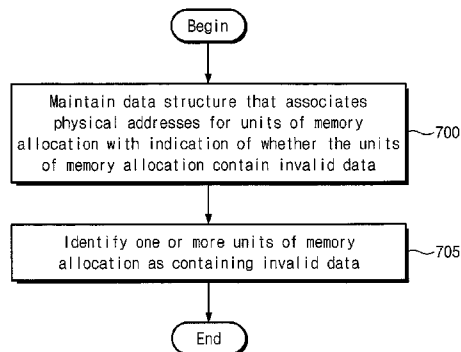 Begin
Maintain data structure that associates
physical addresses for units of memory
allocation with indication of whether the units
of memory allocation contain invalid data
700
Identify one or more units of memory
allocation as containing invalid data
705
End